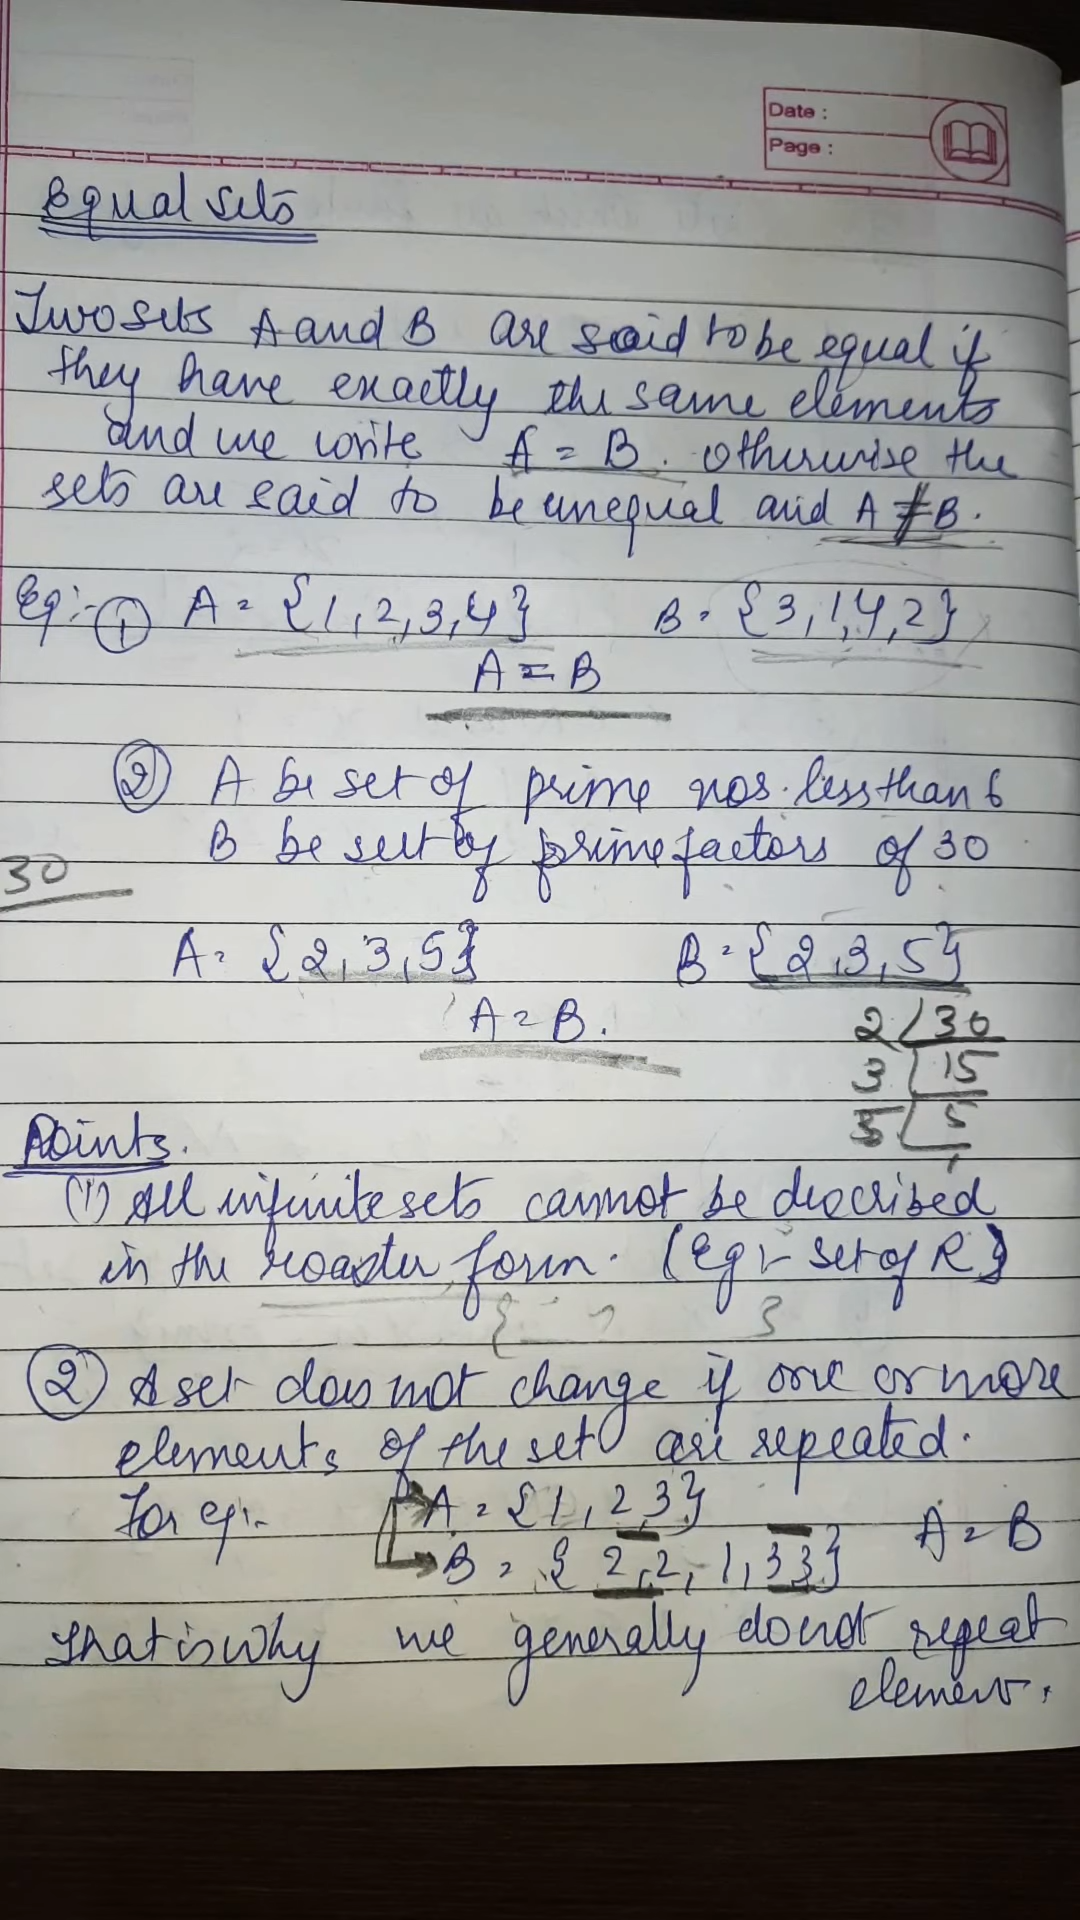 Date :
Page :
Equal sets
Two sets A and B are said to be equal if
they have exactly the same elements
and we write A = B. otherwise the
sets are said to be unequal and A ≠ B.
Eg:- ① A = {1,2,3,4} B = {3,1,4,2}
A = B
② A be set of prime nos. less than 6
B be set of prime factors of 30
30
A = {2,3,5} B = {2,3,5}
A = B.
2 | 30
3 | 15
5 | 5
1
Points.
(1) All infinite sets cannot be described
in the roaster form. (Eg:- set of R}
{ }
② A set does not change if one or more
elements of the set are repeated.
For eg:- A = {1, 2,3}
B = { 2,2, 1,3 3} A = B
That is why we generally do not repeat
element.